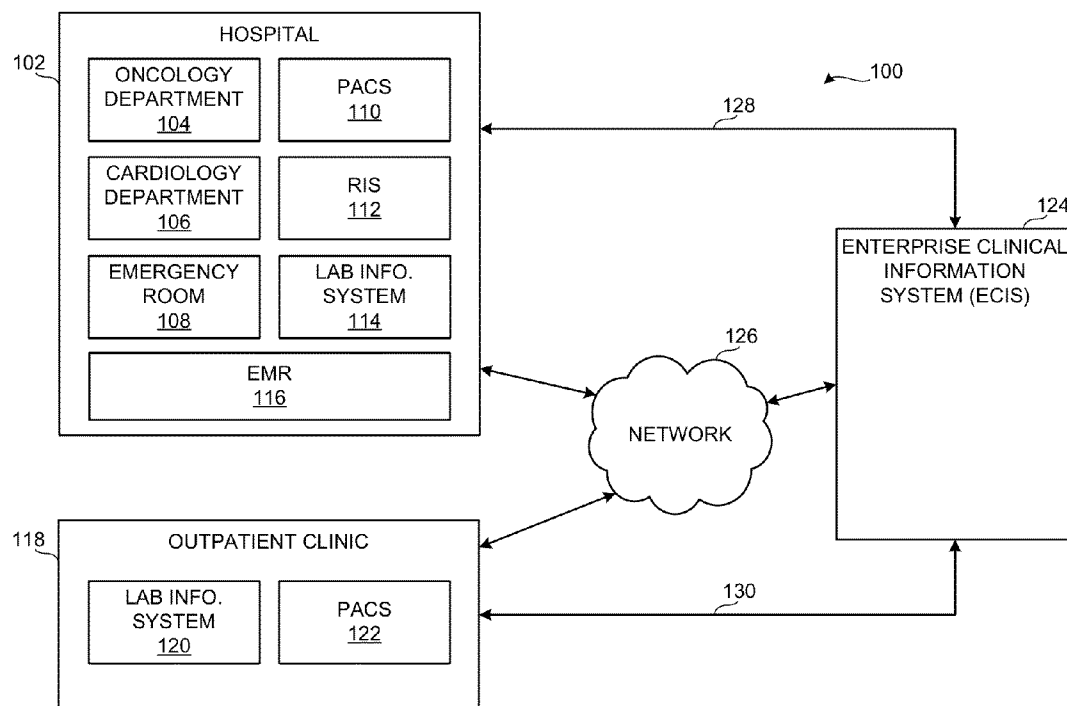 HOSPITAL
102
ONCOLOGY
DEPARTMENT
104
PACS
110
CARDIOLOGY
DEPARTMENT
106
RIS
112
EMERGENCY
ROOM
108
LAB INFO.
SYSTEM
114
EMR
116
100
128
124
ENTERPRISE CLINICAL
INFORMATION
SYSTEM (ECIS)
126
NETWORK
118
OUTPATIENT CLINIC
LAB INFO.
SYSTEM
120
PACS
122
130